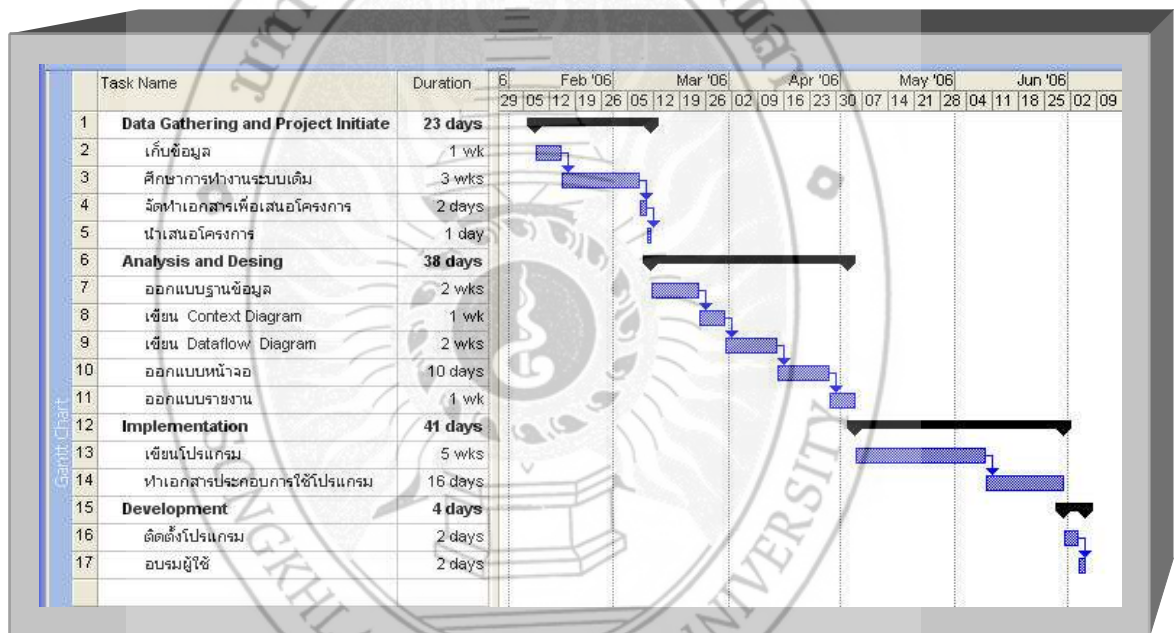 Task Name Duration 6, Feb '06 Mar '06 Apr '06 May '06 Jun '06
29 05 12 19 26 05 12 19 26 02 09 16 23 30 07 14 21 28 04 11 18 25 02 09
1 Data Gathering and Project Initiate 23 days
2 เก็บข้อมูล 1 wk
3 ศึกษาการทำงานระบบเดิม 3 wks
4 จัดทำเอกสารเพื่อเสนอโครงการ 2 days
5 นำเสนอโครงการ 1 day
6 Analysis and Desing 38 days
7 ออกแบบฐานข้อมูล 2 wks
8 เขียน Context Diagram 1 wk
9 เขียน Dataflow Diagram 2 wks
10 ออกแบบหน้าจอ 10 days
11 ออกแบบรายงาน 1 wk
12 Implementation 41 days
13 เขียนโปรแกรม 5 wks
14 ทำเอกสารประกอบการใช้โปรแกรม 16 days
15 Development 4 days
16 ติดตั้งโปรแกรม 2 days
17 อบรมผู้ใช้ 2 days
Gantt Chart